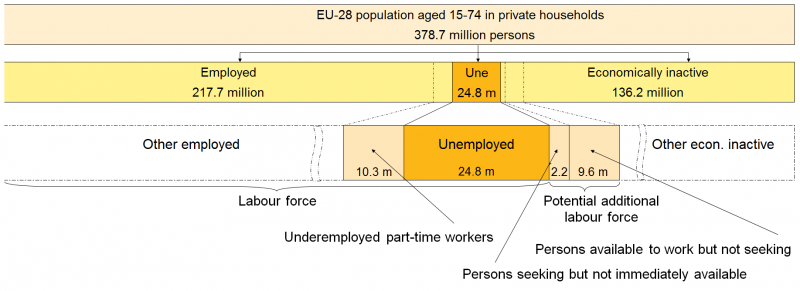 EU-28 population aged 15-74 in private households
378.7 million persons
Employed
217.7 million
Une
24.8 m
Economically inactive
136.2 million
Other employed
Unemployed
Other econ. inactive
10.3 m
24.8 m
2.2
9.6 m
Labour force
Potential additional
labour force
Underemployed part-time workers
Persons available to work but not seeking
Persons seeking but not immediately available